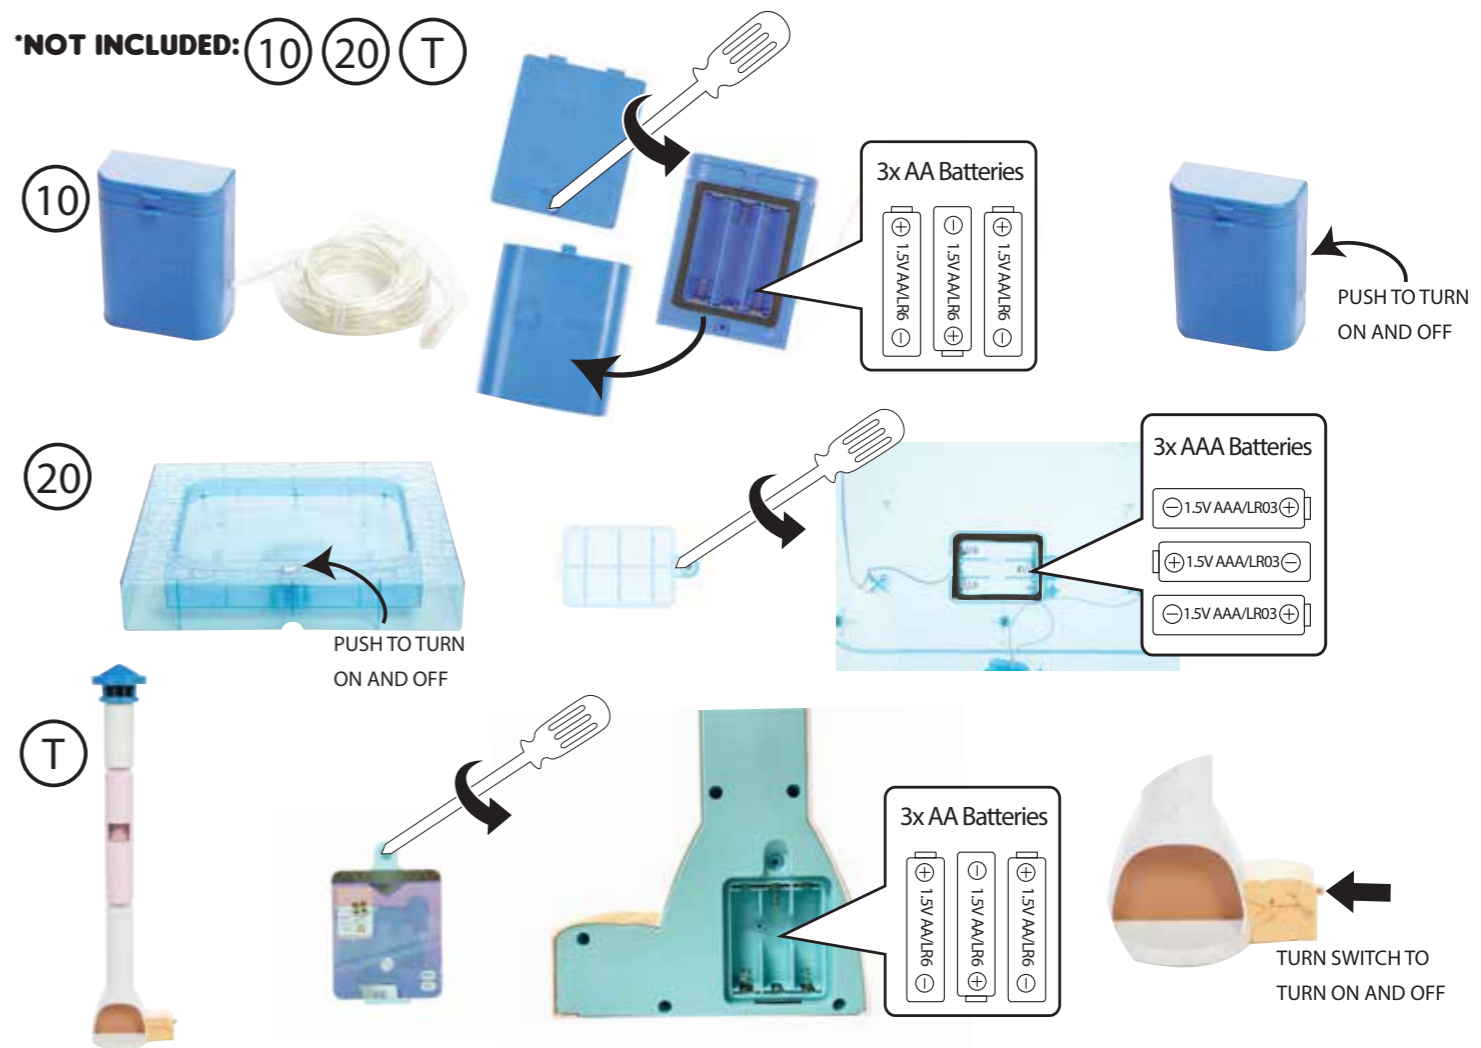 *NOT INCLUDED: 10 20 T
10
3x AA Batteries
+ 1.5V AA/LR6 −
− 1.5V AA/LR6 +
+ 1.5V AA/LR6 −
PUSH TO TURN
ON AND OFF
20
PUSH TO TURN
ON AND OFF
3x AAA Batteries
− 1.5V AAA/LR03 +
+ 1.5V AAA/LR03 −
− 1.5V AAA/LR03 +
T
3x AA Batteries
+ 1.5V AA/LR6 −
− 1.5V AA/LR6 +
+ 1.5V AA/LR6 −
TURN SWITCH TO
TURN ON AND OFF